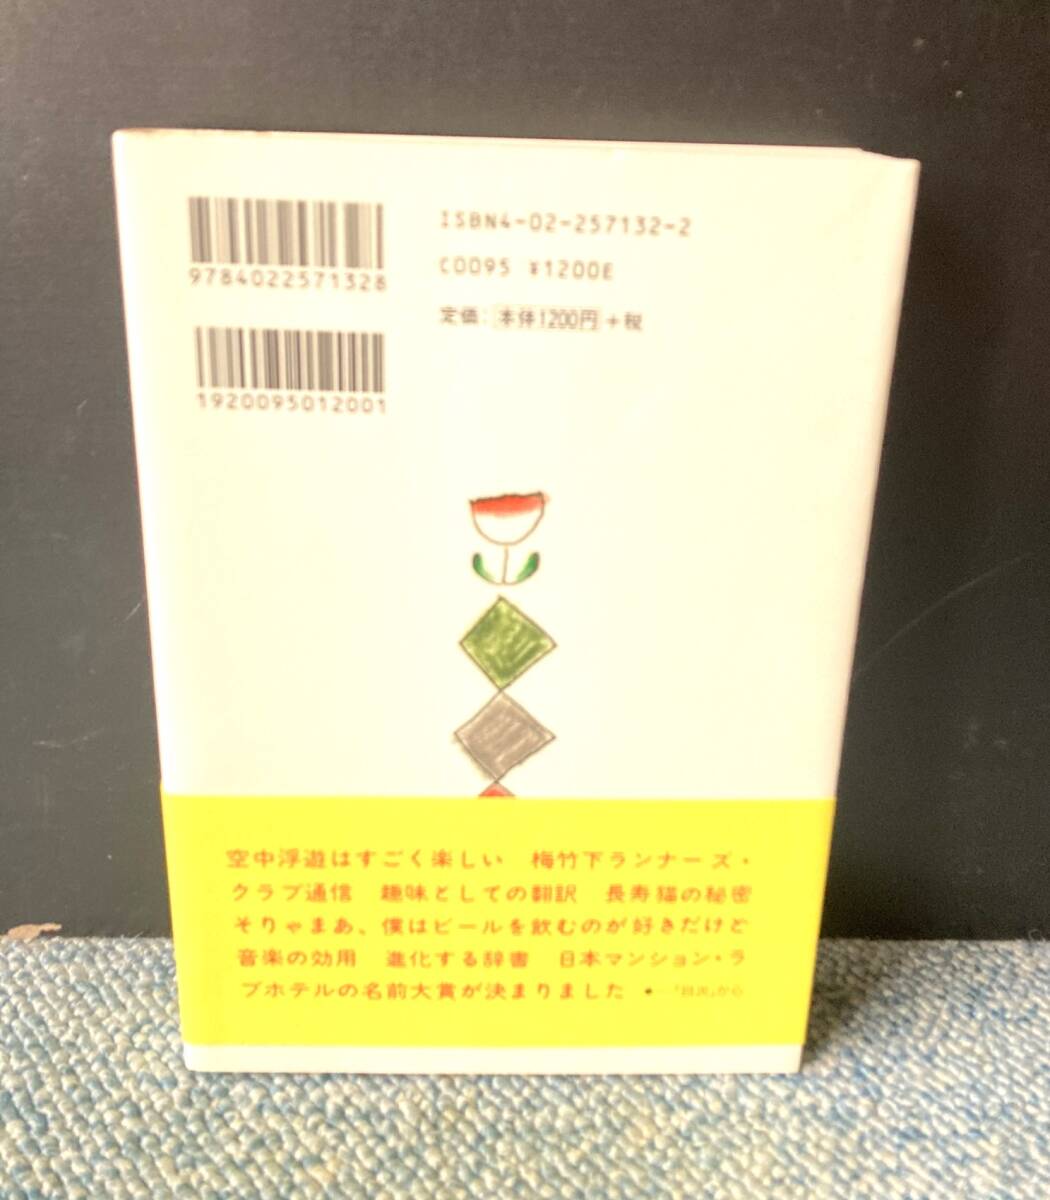 ISBN4-02-257132-2
C0095 ¥1200E
定価：本体1200円＋税
9784022571328
1920095012001
空中浮遊はすごく楽しい　梅竹下ランナーズ・
クラブ通信　趣味としての翻訳　長寿猫の秘密
そりゃまあ、僕はビールを飲むのが好きだけど
音楽の効用　進化する辞書　日本マンション・ラ
ブホテルの名前大賞が決まりました　●―「目次」から